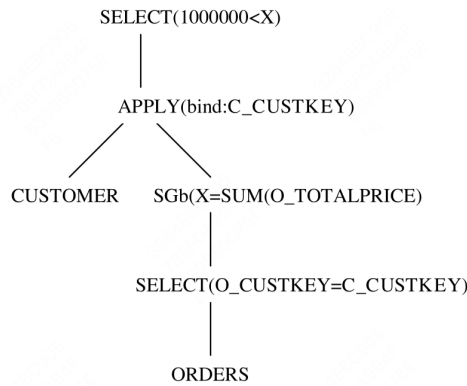 SELECT(1000000<X)
APPLY(bind:C_CUSTKEY)
CUSTOMER SGb(X=SUM(O_TOTALPRICE)
SELECT(O_CUSTKEY=C_CUSTKEY)
ORDERS